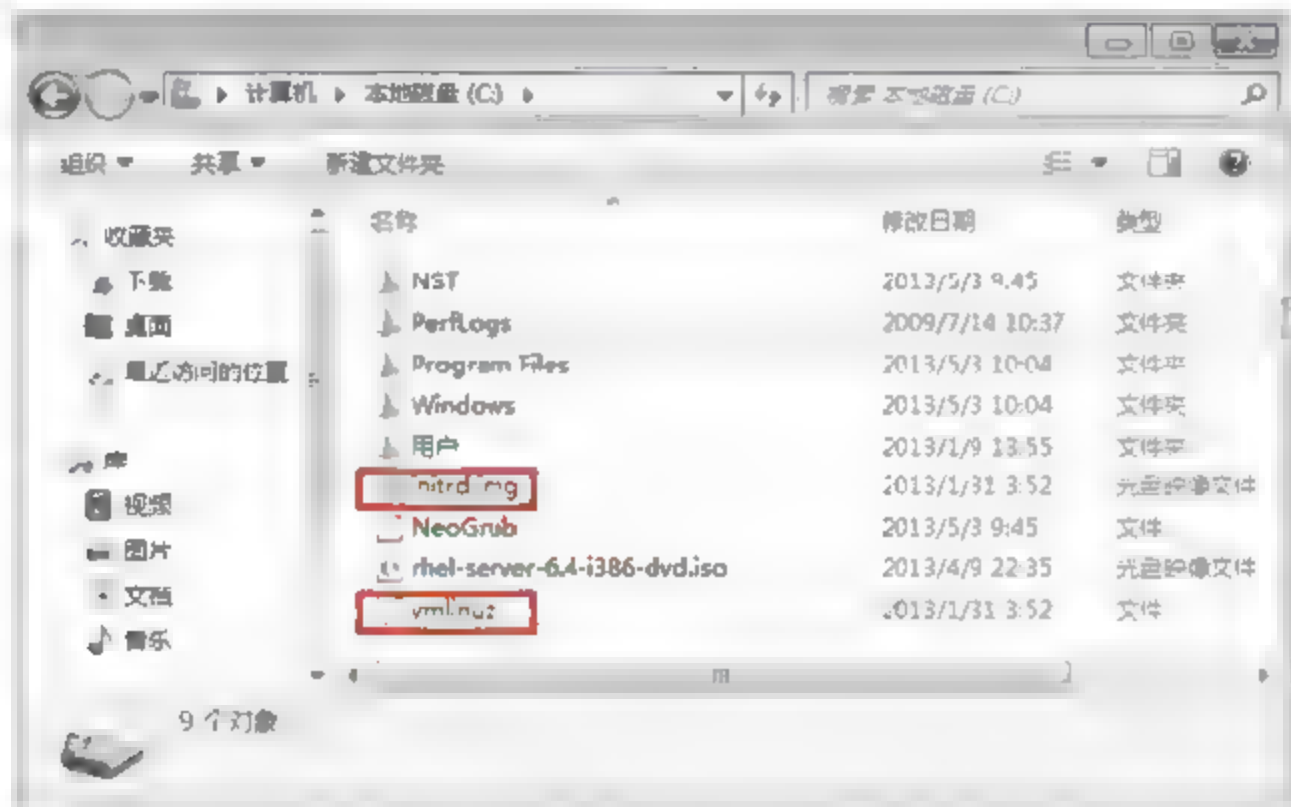 计算机 ▸ 本地磁盘 (C:) ▸ 搜索 本地磁盘 (C:)
组织 共享 新建文件夹
名称 修改日期 类型
收藏夹
下载
桌面
最近访问的位置
库
视频
图片
文档
音乐
NST 2013/5/3 9:45 文件夹
PerfLogs 2009/7/14 10:37 文件夹
Program Files 2013/5/3 10:04 文件夹
Windows 2013/5/3 10:04 文件夹
用户 2013/1/9 13:55 文件夹
initrd.img 2013/1/31 3:52 光盘映像文件
NeoGrub 2013/5/3 9:45 文件
rhel-server-6.4-i386-dvd.iso 2013/4/9 22:35 光盘映像文件
vmlinuz 2013/1/31 3:52 文件
9 个对象